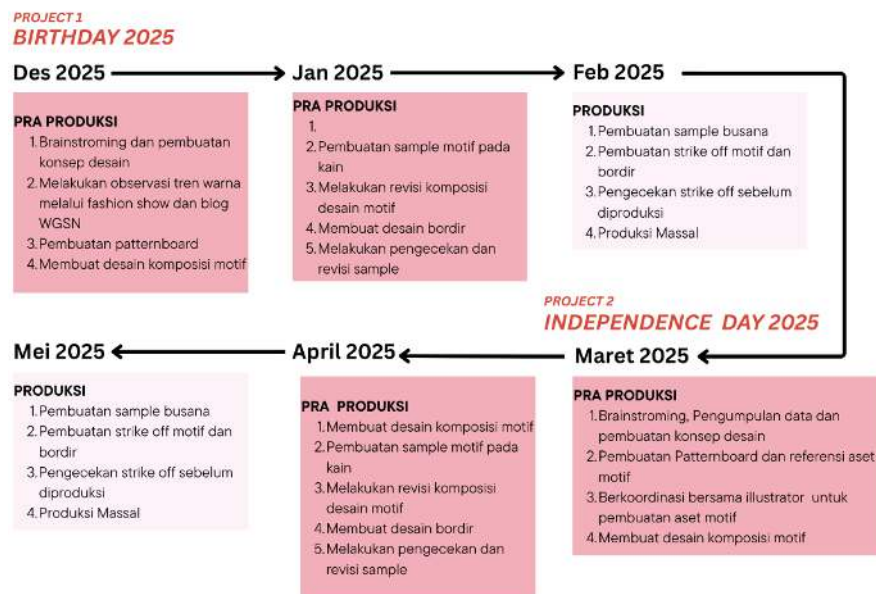 PROJECT 1
BIRTHDAY 2025
Des 2025
Jan 2025
Feb 2025
PRA PRODUKSI
1. Brainstroming dan pembuatan
konsep desain
2. Melakukan observasi tren warna
melalui fashion show dan blog
WGSN
3. Pembuatan patternboard
4. Membuat desain komposisi motif
PRA PRODUKSI
1.
2. Pembuatan sample motif pada
kain
3. Melakukan revisi komposisi
desain motif
4. Membuat desain bordir
5. Melakukan pengecekan dan
revisi sample
PRODUKSI
1. Pembuatan sample busana
2. Pembuatan strike off motif dan
bordir
3. Pengecekan strike off sebelum
diproduksi
4. Produksi Massal
PROJECT 2
INDEPENDENCE DAY 2025
Maret 2025
April 2025
Mei 2025
PRA PRODUKSI
1. Brainstroming, Pengumpulan data dan
pembuatan konsep desain
2. Pembuatan Patternboard dan referensi aset
motif
3. Berkoordinasi bersama illustrator untuk
pembuatan aset motif
4. Membuat desain komposisi motif
PRA PRODUKSI
1. Membuat desain komposisi motif
2. Pembuatan sample motif pada
kain
3. Melakukan revisi komposisi
desain motif
4. Membuat desain bordir
5. Melakukan pengecekan dan
revisi sample
PRODUKSI
1. Pembuatan sample busana
2. Pembuatan strike off motif dan
bordir
3. Pengecekan strike off sebelum
diproduksi
4. Produksi Massal